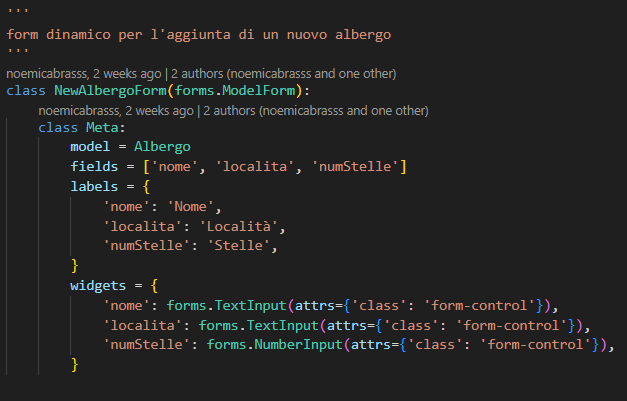 '''
form dinamico per l'aggiunta di un nuovo albergo
'''
noemicabrasss, 2 weeks ago | 2 authors (noemicabrasss and one other)
class NewAlbergoForm(forms.ModelForm):
noemicabrasss, 2 weeks ago | 2 authors (noemicabrasss and one other)
class Meta:
model = Albergo
fields = ['nome', 'localita', 'numStelle']
labels = {
'nome': 'Nome',
'localita': 'Località',
'numStelle': 'Stelle',
}
widgets = {
'nome': forms.TextInput(attrs={'class': 'form-control'}),
'localita': forms.TextInput(attrs={'class': 'form-control'}),
'numStelle': forms.NumberInput(attrs={'class': 'form-control'}),
}